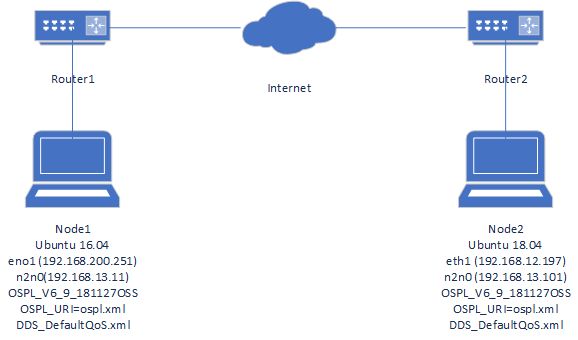 Router1
Router2
Internet
Node1
Ubuntu 16.04
eno1 (192.168.200.251)
n2n0(192.168.13.11)
OSPL_V6_9_181127OSS
OSPL_URI=ospl.xml
DDS_DefaultQoS.xml
Node2
Ubuntu 18.04
eth1 (192.168.12.197)
n2n0 (192.168.13.101)
OSPL_V6_9_181127OSS
OSPL_URI=ospl.xml
DDS_DefaultQoS.xml